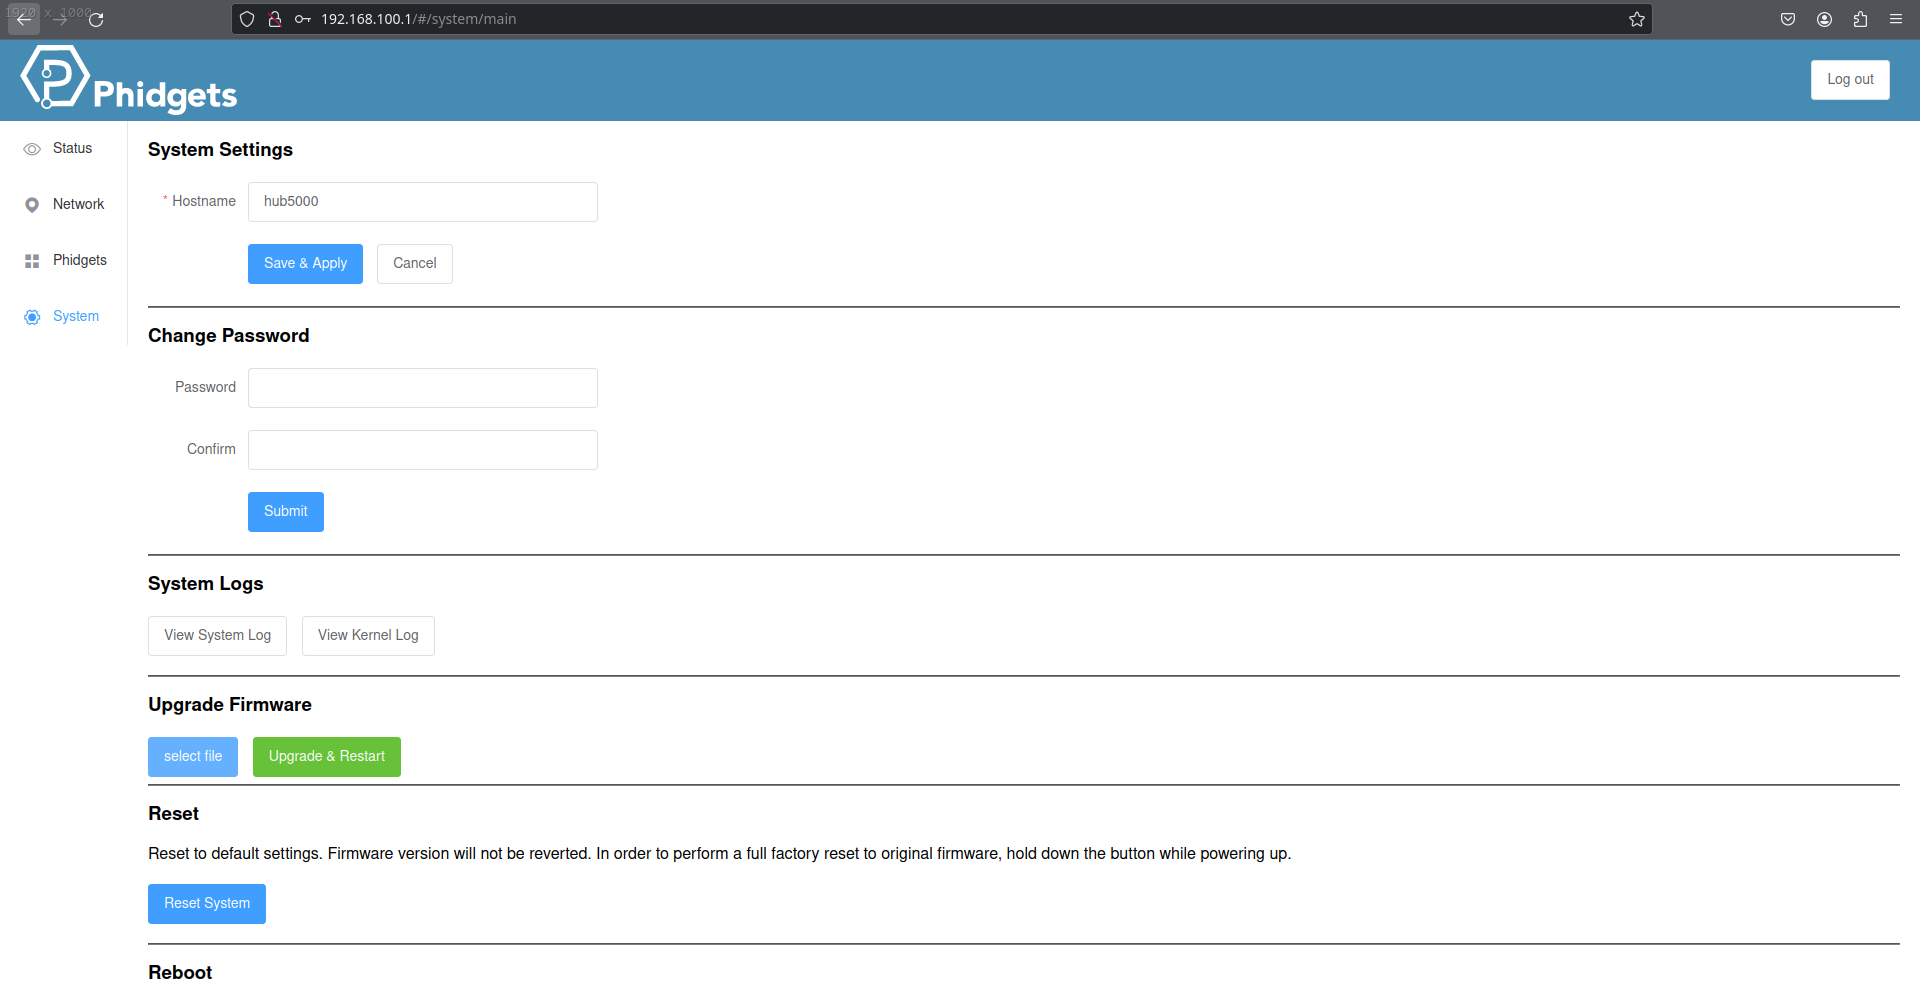 1920 x 1000
192.168.100.1/#/system/main
Phidgets
Log out
Status
Network
Phidgets
System
System Settings
* Hostname
hub5000
Save & Apply
Cancel
Change Password
Password
Confirm
Submit
System Logs
View System Log
View Kernel Log
Upgrade Firmware
select file
Upgrade & Restart
Reset
Reset to default settings. Firmware version will not be reverted. In order to perform a full factory reset to original firmware, hold down the button while powering up.
Reset System
Reboot